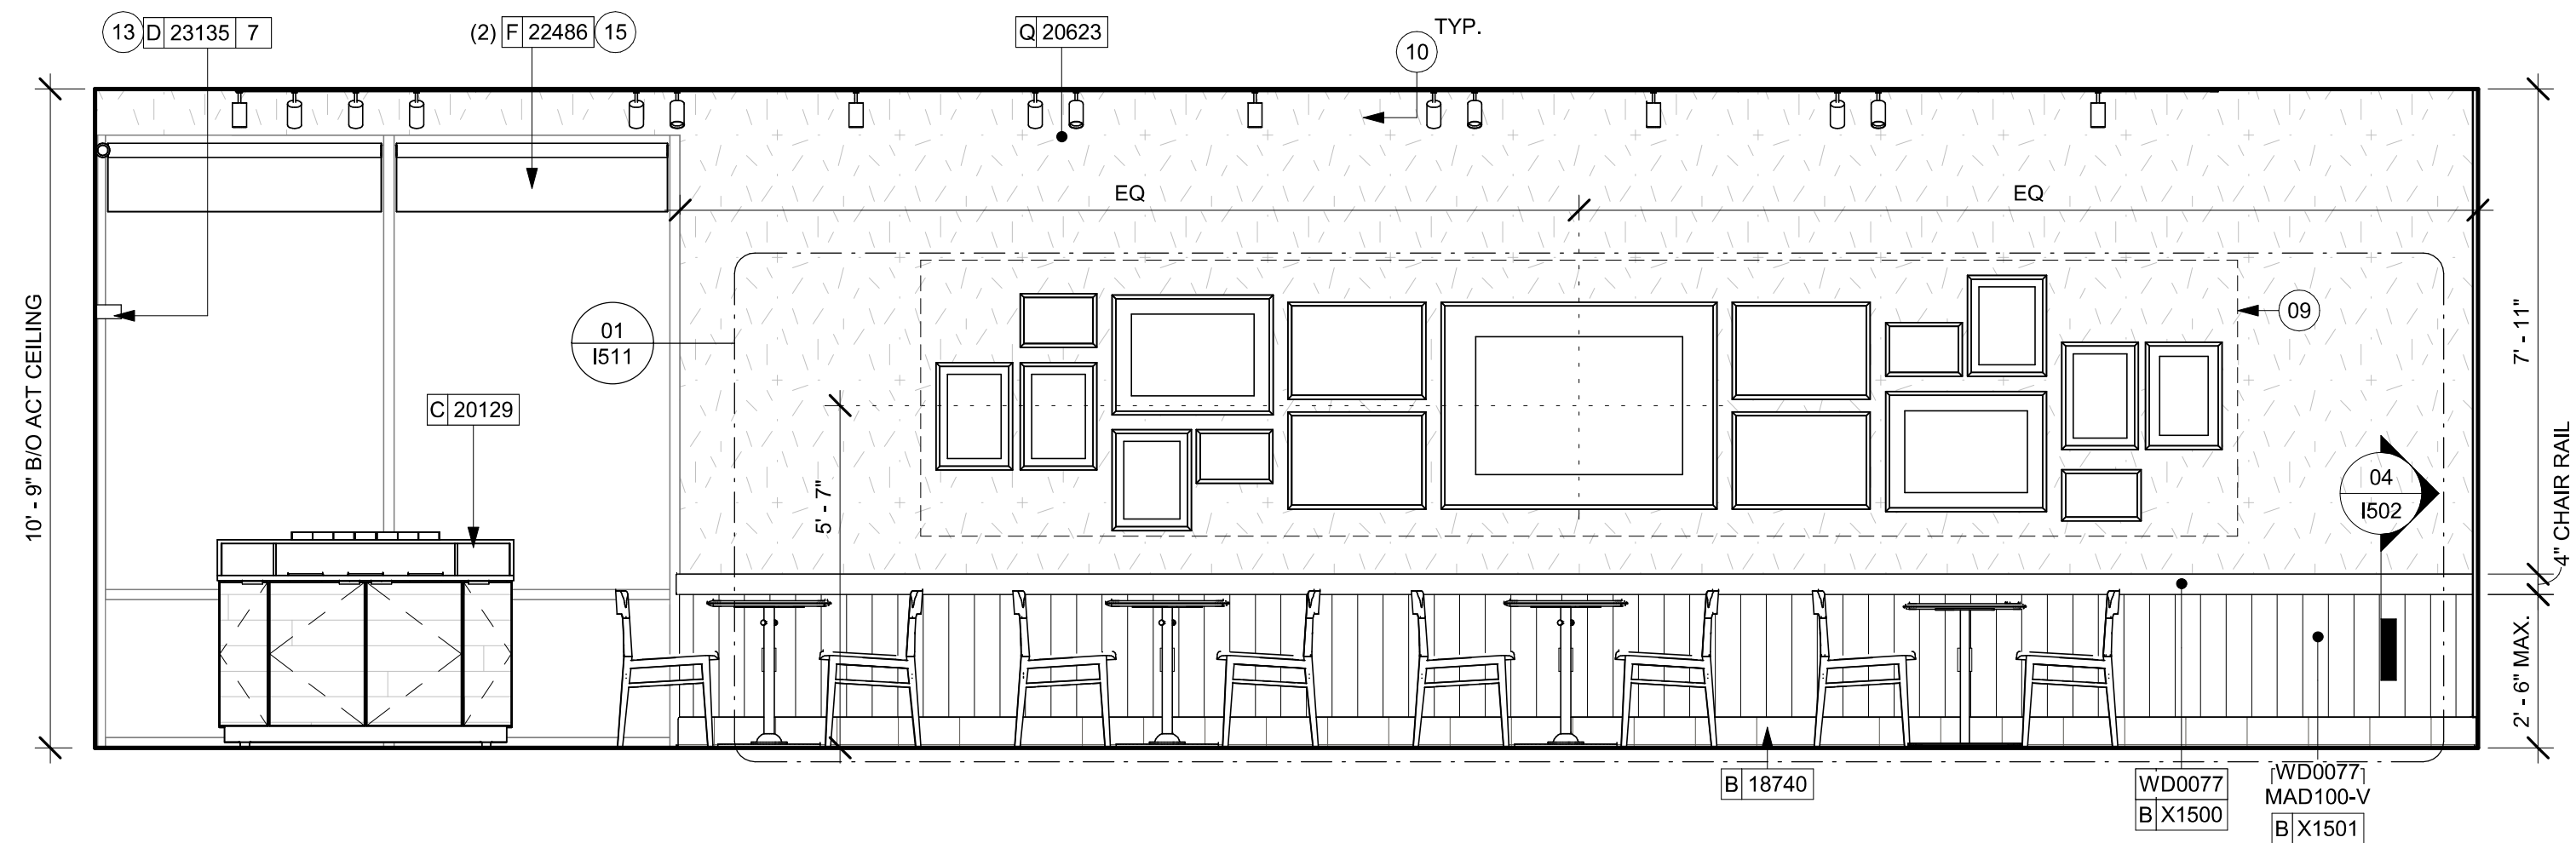 13 D 23135 7
(2) F 22486 15
Q 20623
TYP.
10
EQ
EQ
10' - 9" B/O ACT CEILING
01
I511
09
7' - 11"
C 20129
5' - 7"
04
I502
4" CHAIR RAIL
2' - 6" MAX.
B 18740
WD0077
B X1500
WD0077
MAD100-V
B X1501